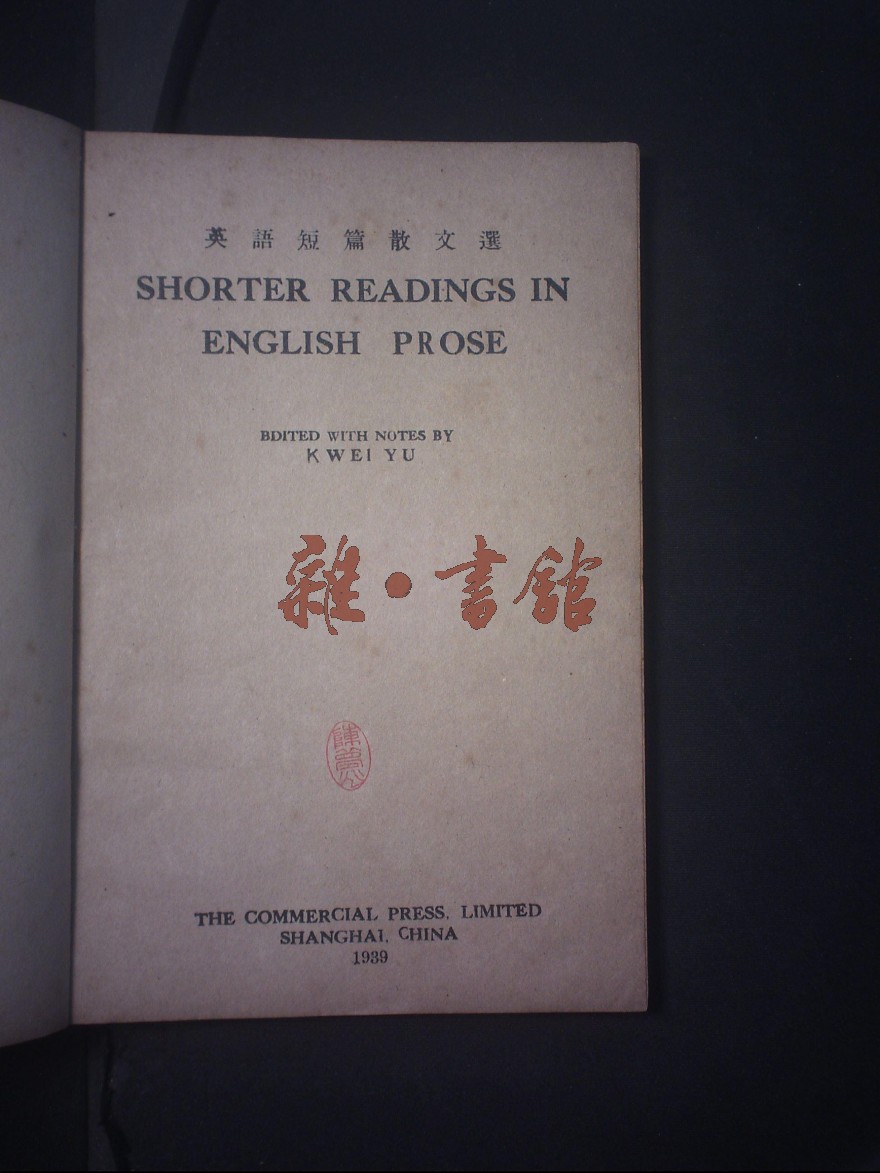 英語短篇散文選
SHORTER READINGS IN
ENGLISH PROSE
BDITED WITH NOTES BY
KWEI YU
雜·書館
THE COMMERCIAL PRESS, LIMITED
SHANGHAI, CHINA
1939